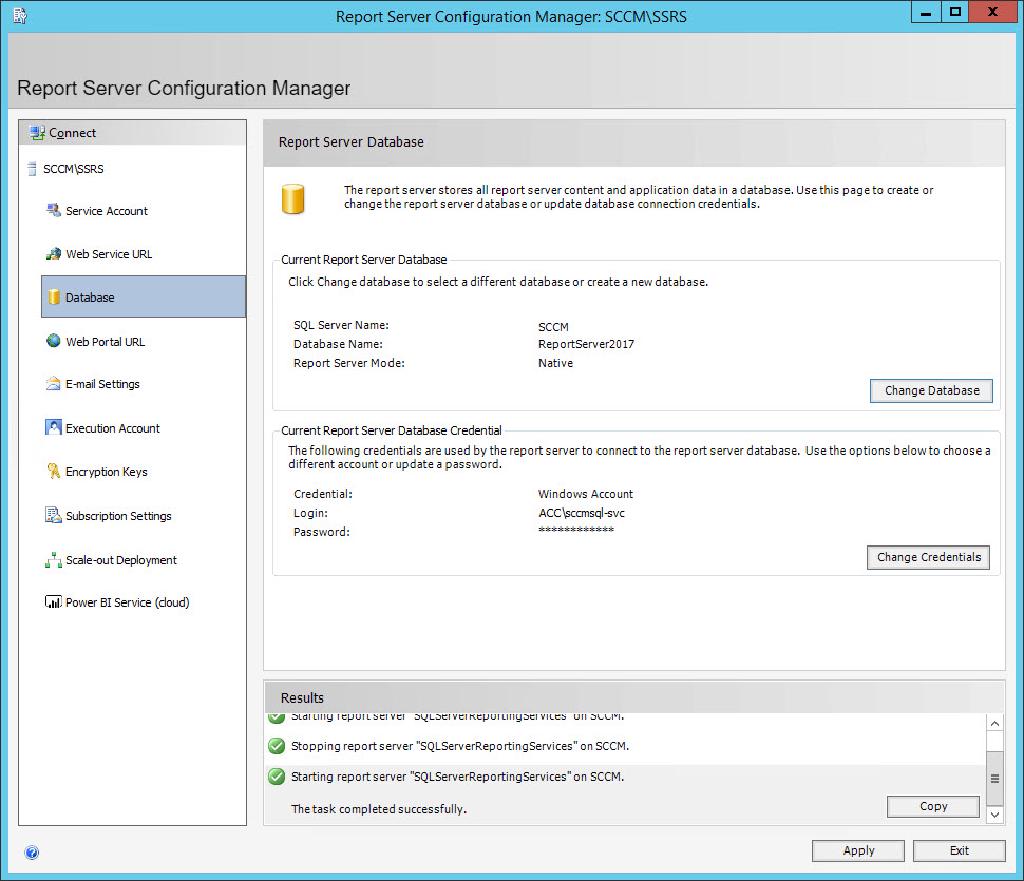 Report Server Configuration Manager: SCCM\SSRS
Report Server Configuration Manager
Connect
SCCM\SSRS
Service Account
Web Service URL
Database
Web Portal URL
E-mail Settings
Execution Account
Encryption Keys
Subscription Settings
Scale-out Deployment
Power BI Service (cloud)
Report Server Database
The report server stores all report server content and application data in a database. Use this page to create or
change the report server database or update database connection credentials.
Current Report Server Database
Click Change database to select a different database or create a new database.
SQL Server Name: SCCM
Database Name: ReportServer2017
Report Server Mode: Native
Change Database
Current Report Server Database Credential
The following credentials are used by the report server to connect to the report server database. Use the options below to choose a
different account or update a password.
Credential: Windows Account
Login: ACC\sccmsql-svc
Password: ************
Change Credentials
Results
Starting report server "SQLServerReportingServices" on SCCM.
Stopping report server "SQLServerReportingServices" on SCCM.
Starting report server "SQLServerReportingServices" on SCCM.
The task completed successfully.
Copy
Apply
Exit